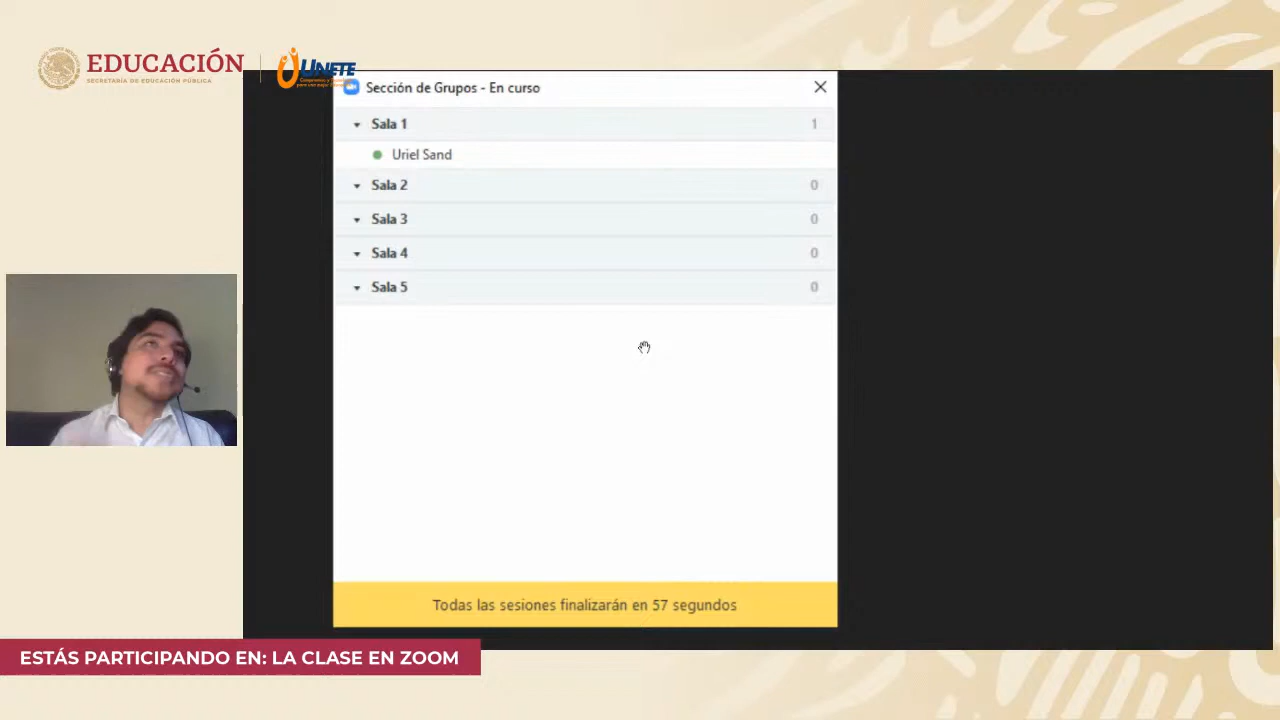 EDUCACIÓN
SECRETARÍA DE EDUCACIÓN PÚBLICA
UNETE
Sección de Grupos - En curso
Sala 1 1
Uriel Sand
Sala 2 0
Sala 3 0
Sala 4 0
Sala 5 0
Todas las sesiones finalizarán en 57 segundos
ESTÁS PARTICIPANDO EN: LA CLASE EN ZOOM